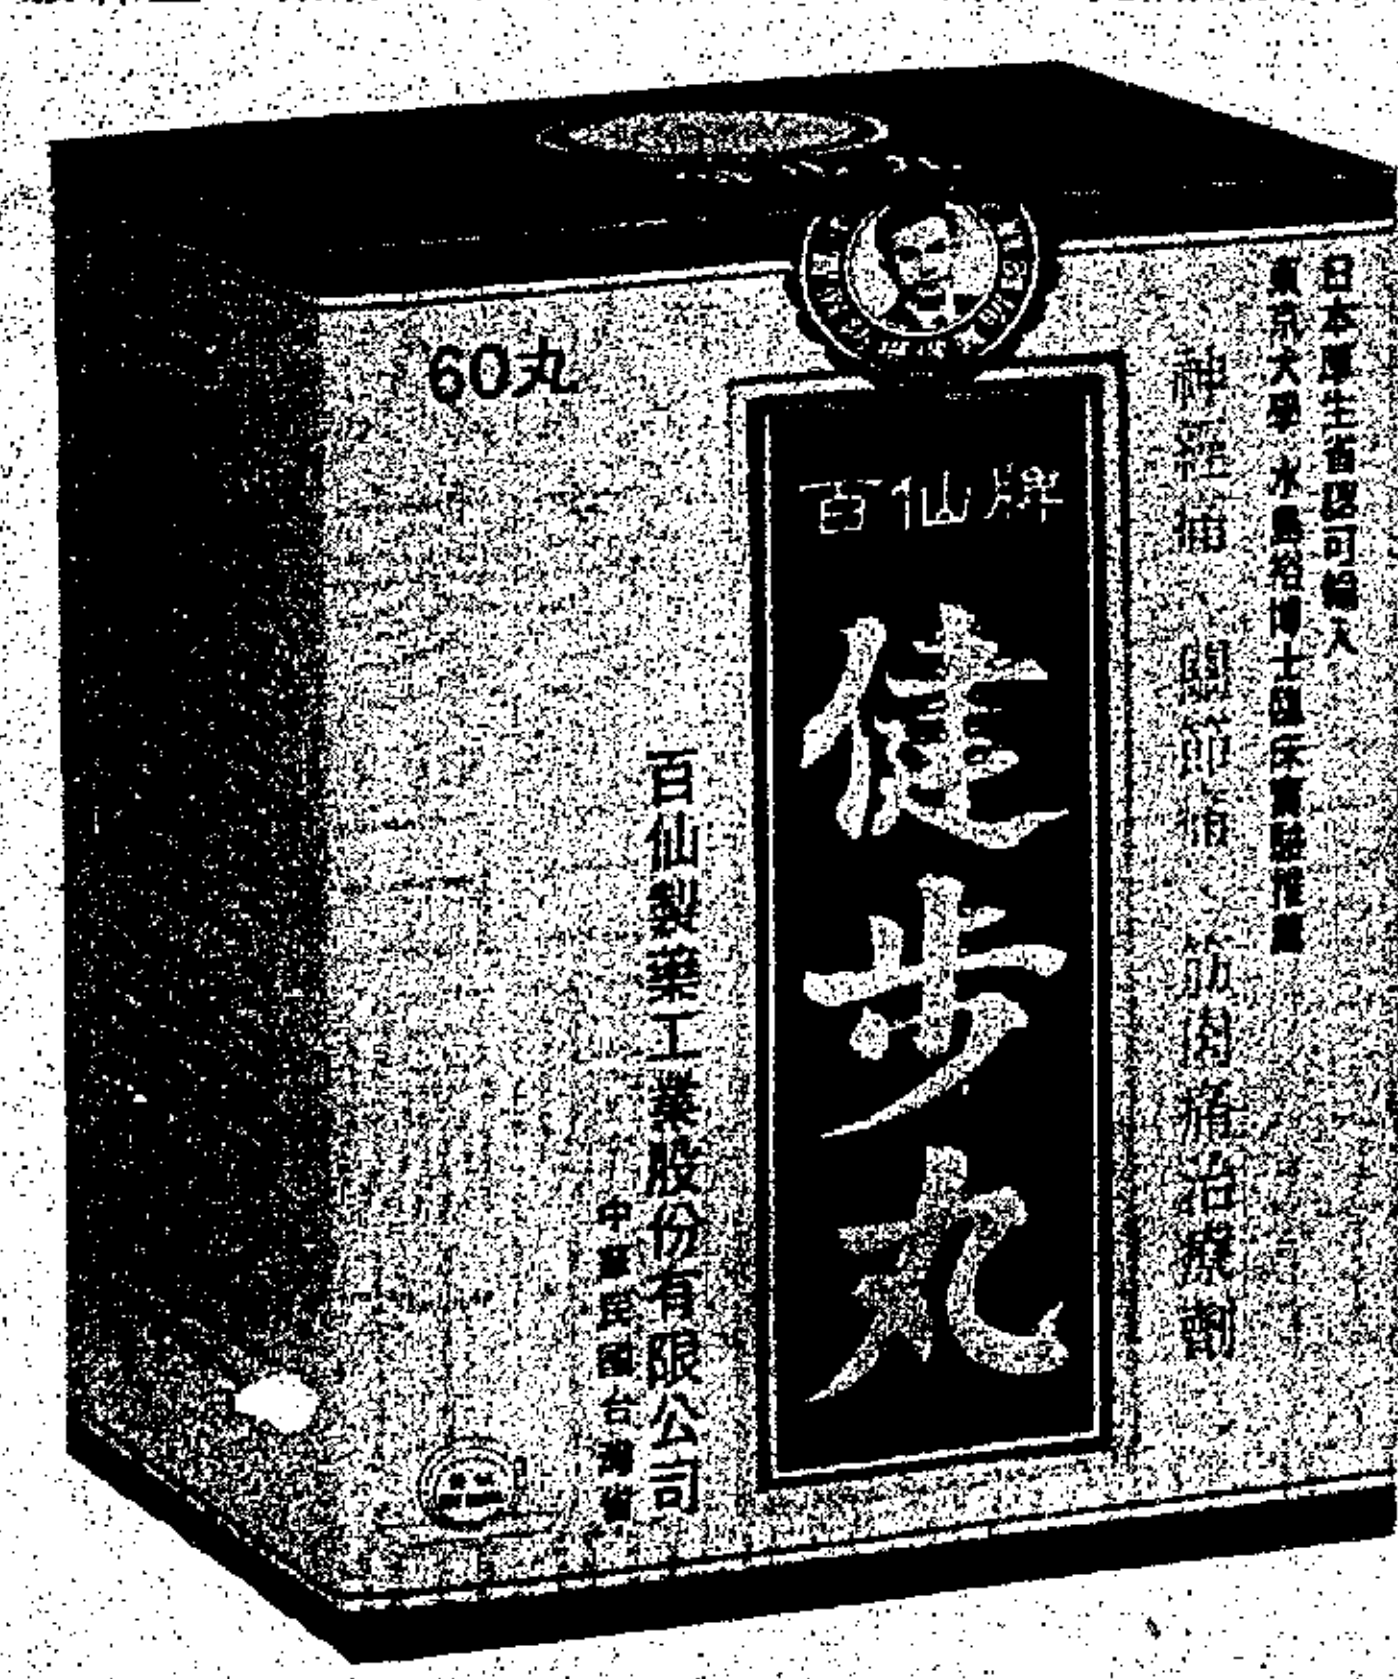 日本厚生省認可輸入
東京大學水島裕博士臨床實驗推薦
神經痛、關節痛、筋肉痛治療劑
百仙牌
健步丸
60丸
百仙製藥工業股份有限公司
中華民國台灣省